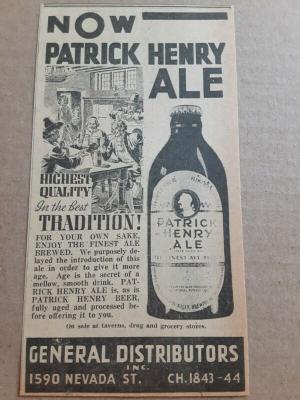 NOW
PATRICK HENRY
ALE
HIGHEST
QUALITY
In the Best
TRADITION!
FOR YOUR OWN SAKE,
ENJOY THE FINEST ALE
BREWED. We purposely de-
layed the introduction of this
ale in order to give it more
age. Age is the secret of a
mellow, smooth drink. PAT-
RICK HENRY ALE is, as is
PATRICK HENRY BEER,
fully aged and processed be-
fore offering it to you.
PATRICK
HENRY
ALE
On sale at taverns, drug and grocery stores.
GENERAL DISTRIBUTORS
INC.
1590 NEVADA ST. CH.1843-44